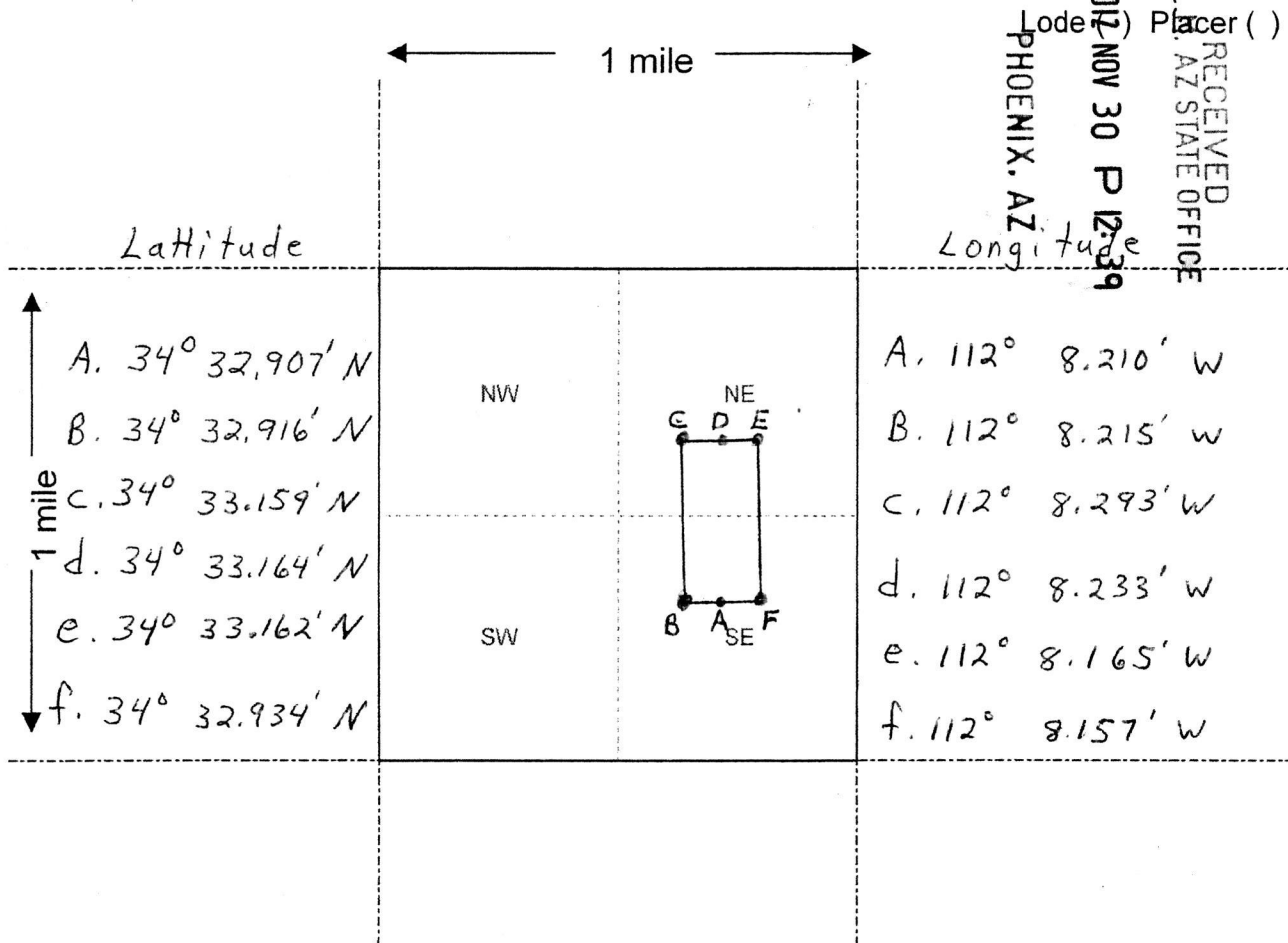 Lode ( ) Placer ( )
RECEIVED
AZ STATE OFFICE
NOV 30 P 12:39
PHOENIX, AZ
1 mile
Lattitude
Longitude
1 mile
A. 34° 32.907' N
B. 34° 32.916' N
c. 34° 33.159' N
d. 34° 33.164' N
e. 34° 33.162' N
f. 34° 32.934' N
NW
NE
C D E
SW
B A F
SE
A. 112° 8.210' W
B. 112° 8.215' W
c. 112° 8.293' W
d. 112° 8.233' W
e. 112° 8.165' W
f. 112° 8.157' W